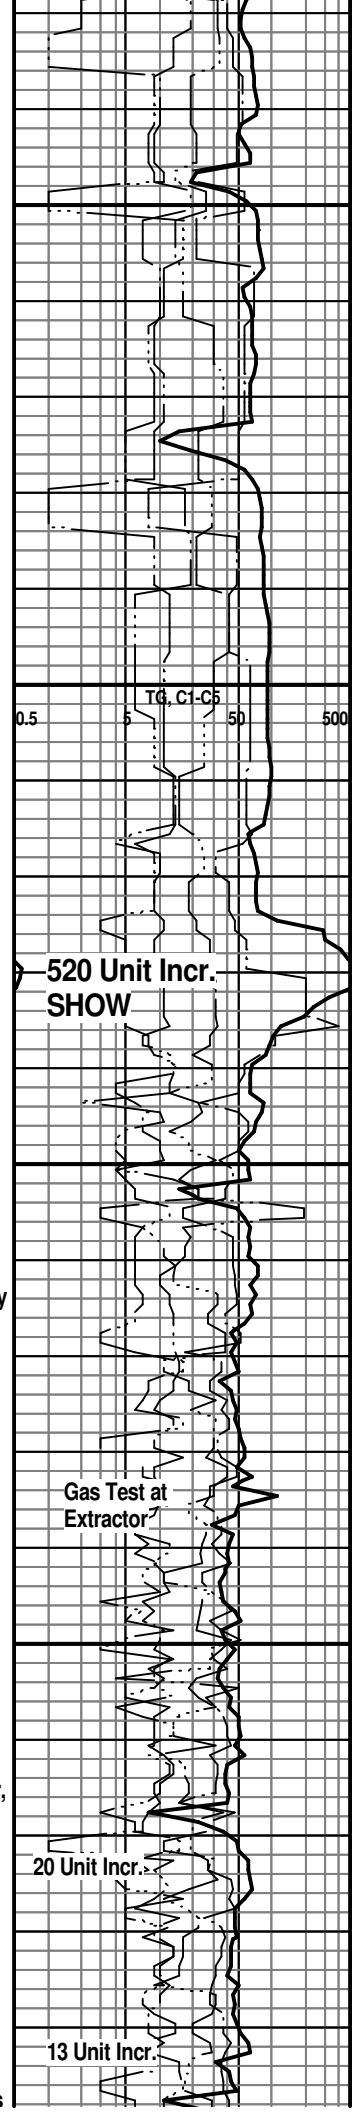 TG, C1-C5
0.5 5 50 500
520 Unit Incr.
SHOW
y
Gas Test at
Extractor
,
20 Unit Incr.
13 Unit Incr.
s